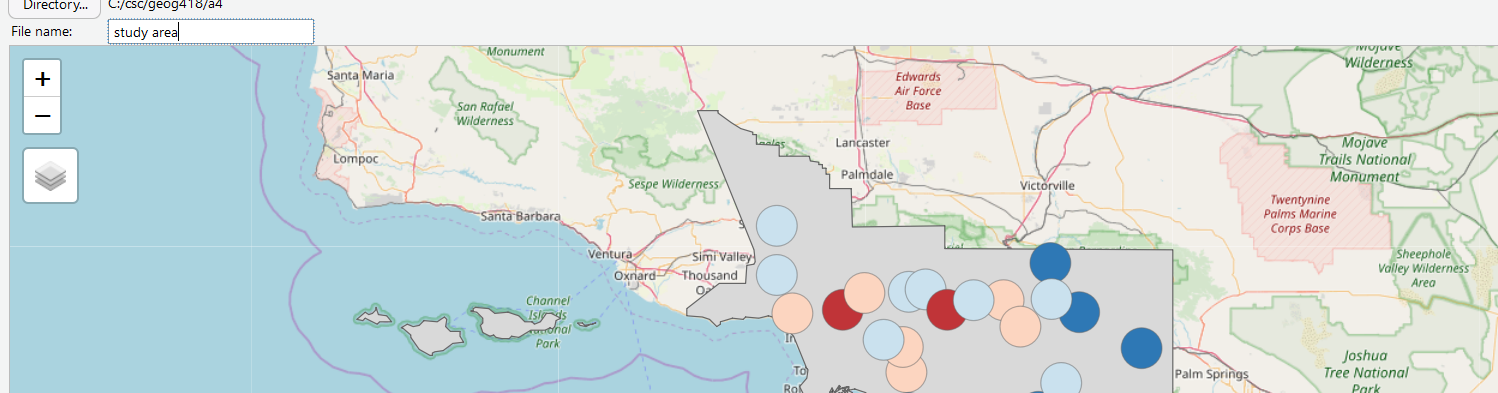 Directory...
C:/csc/geog418/a4
File name:
study area
+
−
Monument
Santa Maria
San Rafael
Wilderness
Lompoc
Santa Barbara
Sespe Wilderness
Ventura
Oxnard
Simi Valley
Thousand
Channel
Islands
National
Park
Edwards
Air Force
Base
Lancaster
Palmdale
Victorville
Mojave
Wilderness
Mojave
Trails National
Monument
Twentynine
Palms Marine
Corps Base
Sheephole
Valley Wilderness
Area
Joshua
Tree National
Park
Palm Springs